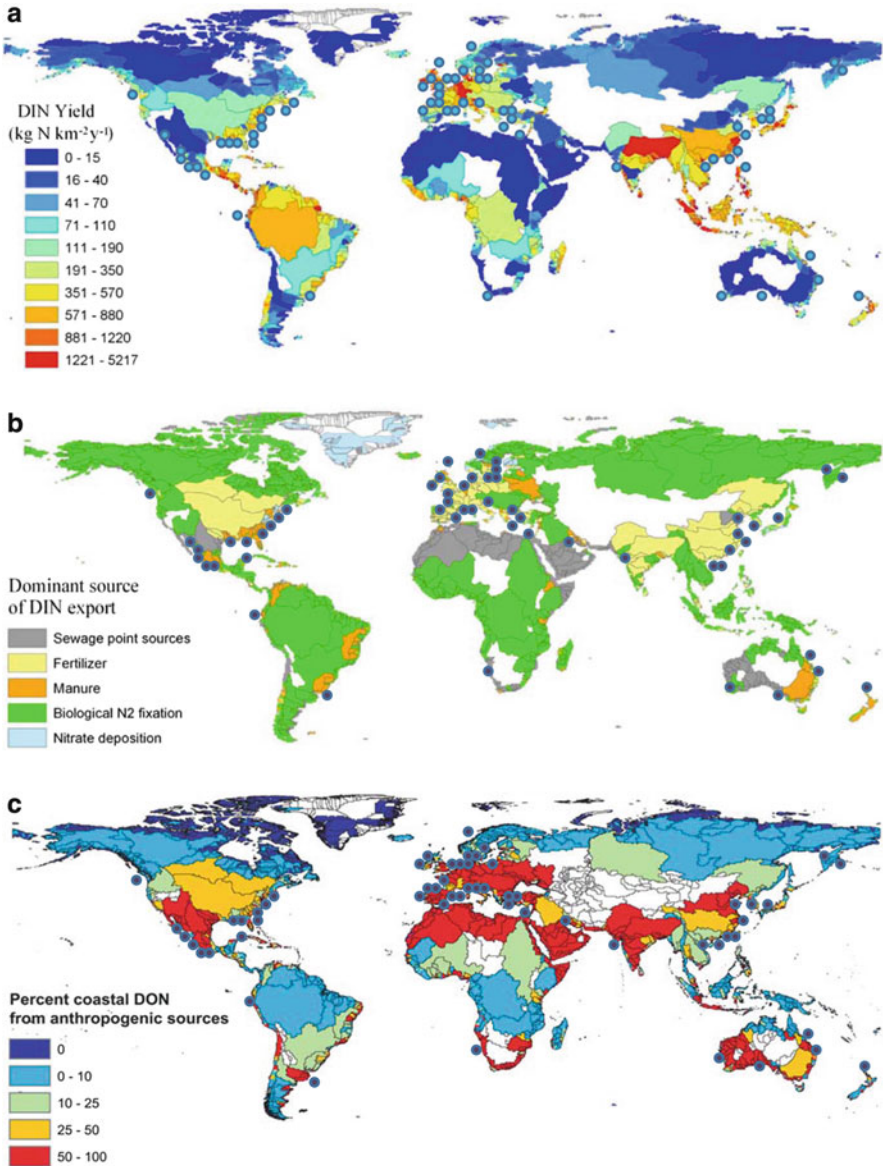 a
DIN Yield
(kg N km-2y-1)
0 - 15
16 - 40
41 - 70
71 - 110
111 - 190
191 - 350
351 - 570
571 - 880
881 - 1220
1221 - 5217
b
Dominant source
of DIN export
Sewage point sources
Fertilizer
Manure
Biological N2 fixation
Nitrate deposition
c
Percent coastal DON
from anthropogenic sources
0
0 - 10
10 - 25
25 - 50
50 - 100